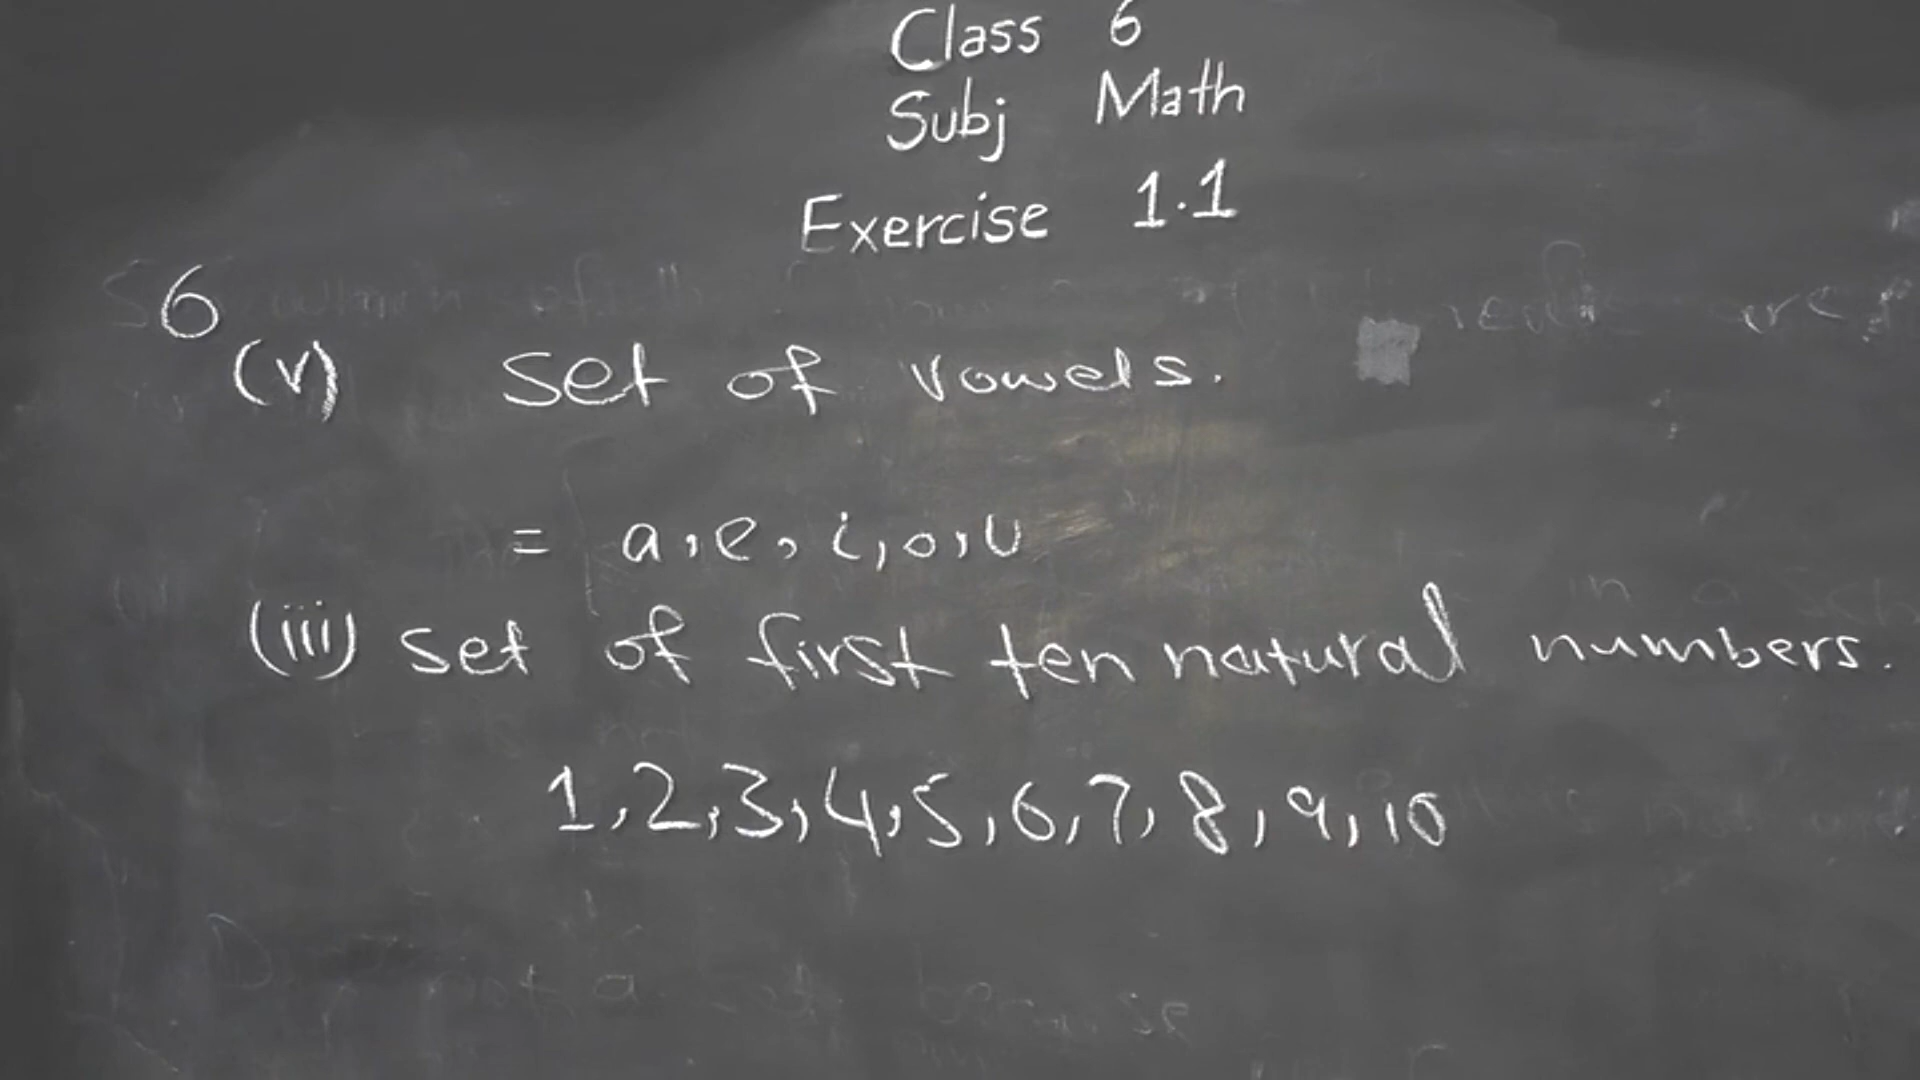 Class 6
Subj Math
Exercise 1.1
6
(v) set of vowels.
= a, e, i, o, u
(iii) set of first ten natural numbers.
1, 2, 3, 4, 5, 6, 7, 8, 9, 10